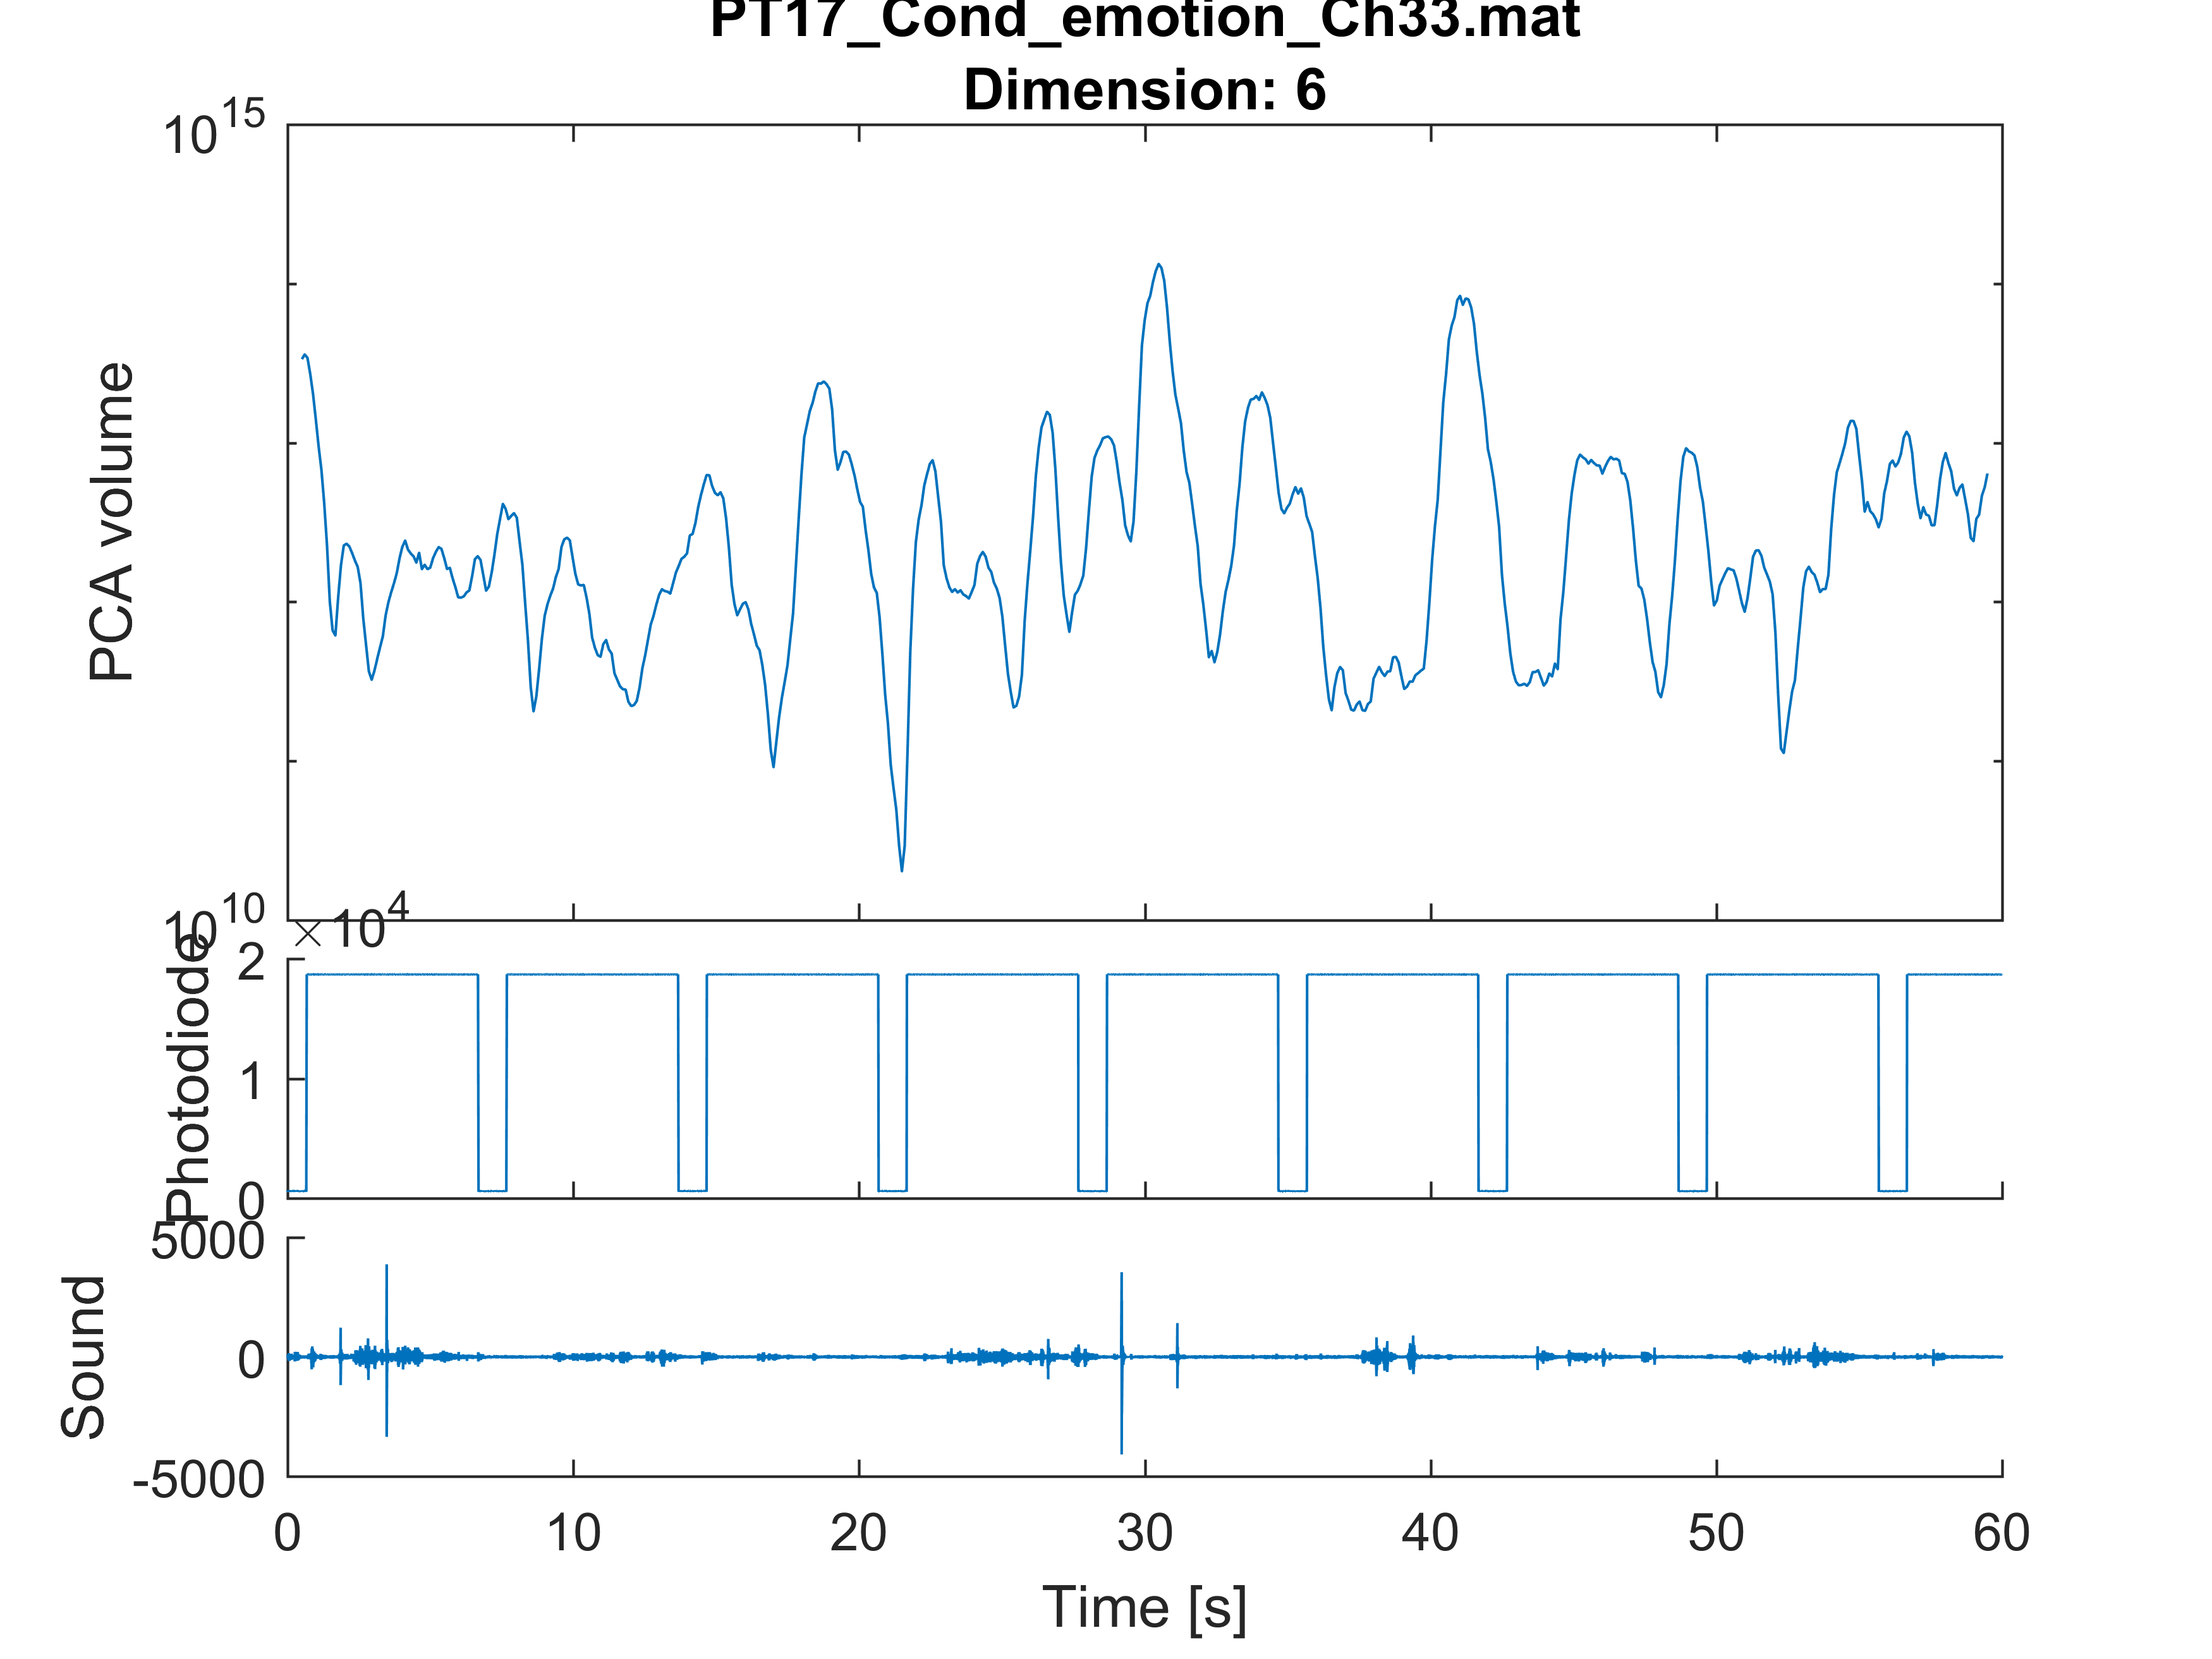 PT17_Cond_emotion_Ch33.mat
Dimension: 6
10^15
PCA volume
10^10
×10^4
2
1
0
Photodiode
5000
0
-5000
Sound
0 10 20 30 40 50 60
Time [s]